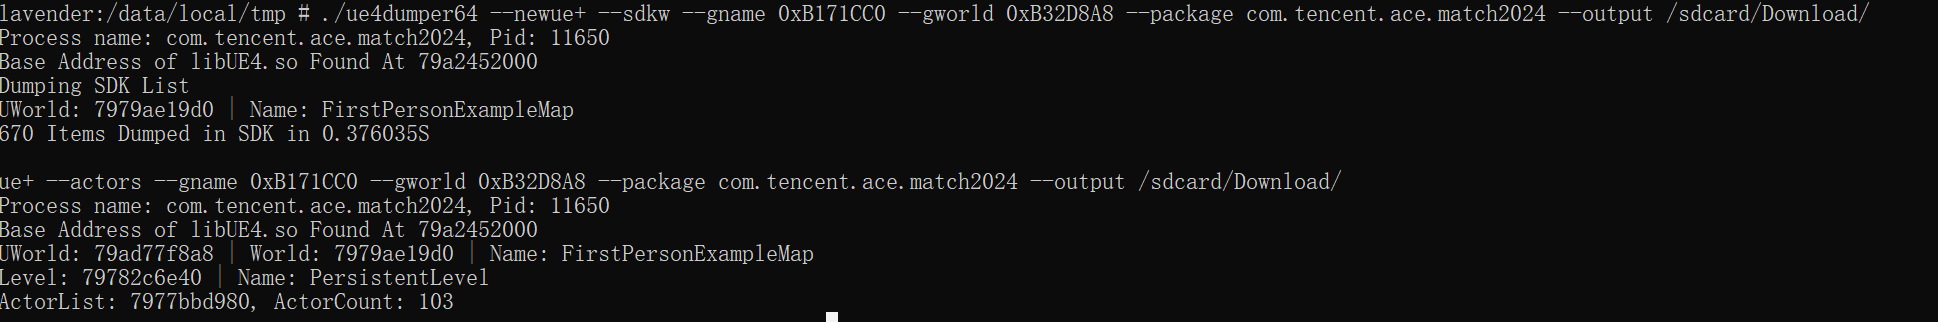 lavender:/data/local/tmp # ./ue4dumper64 --newue+ --sdkw --gname 0xB171CC0 --gworld 0xB32D8A8 --package com.tencent.ace.match2024 --output /sdcard/Download/
Process name: com.tencent.ace.match2024, Pid: 11650
Base Address of libUE4.so Found At 79a2452000
Dumping SDK List
UWorld: 7979ae19d0 | Name: FirstPersonExampleMap
670 Items Dumped in SDK in 0.376035S
ue+ --actors --gname 0xB171CC0 --gworld 0xB32D8A8 --package com.tencent.ace.match2024 --output /sdcard/Download/
Process name: com.tencent.ace.match2024, Pid: 11650
Base Address of libUE4.so Found At 79a2452000
UWorld: 79ad77f8a8 | World: 7979ae19d0 | Name: FirstPersonExampleMap
Level: 79782c6e40 | Name: PersistentLevel
ActorList: 7977bbd980, ActorCount: 103